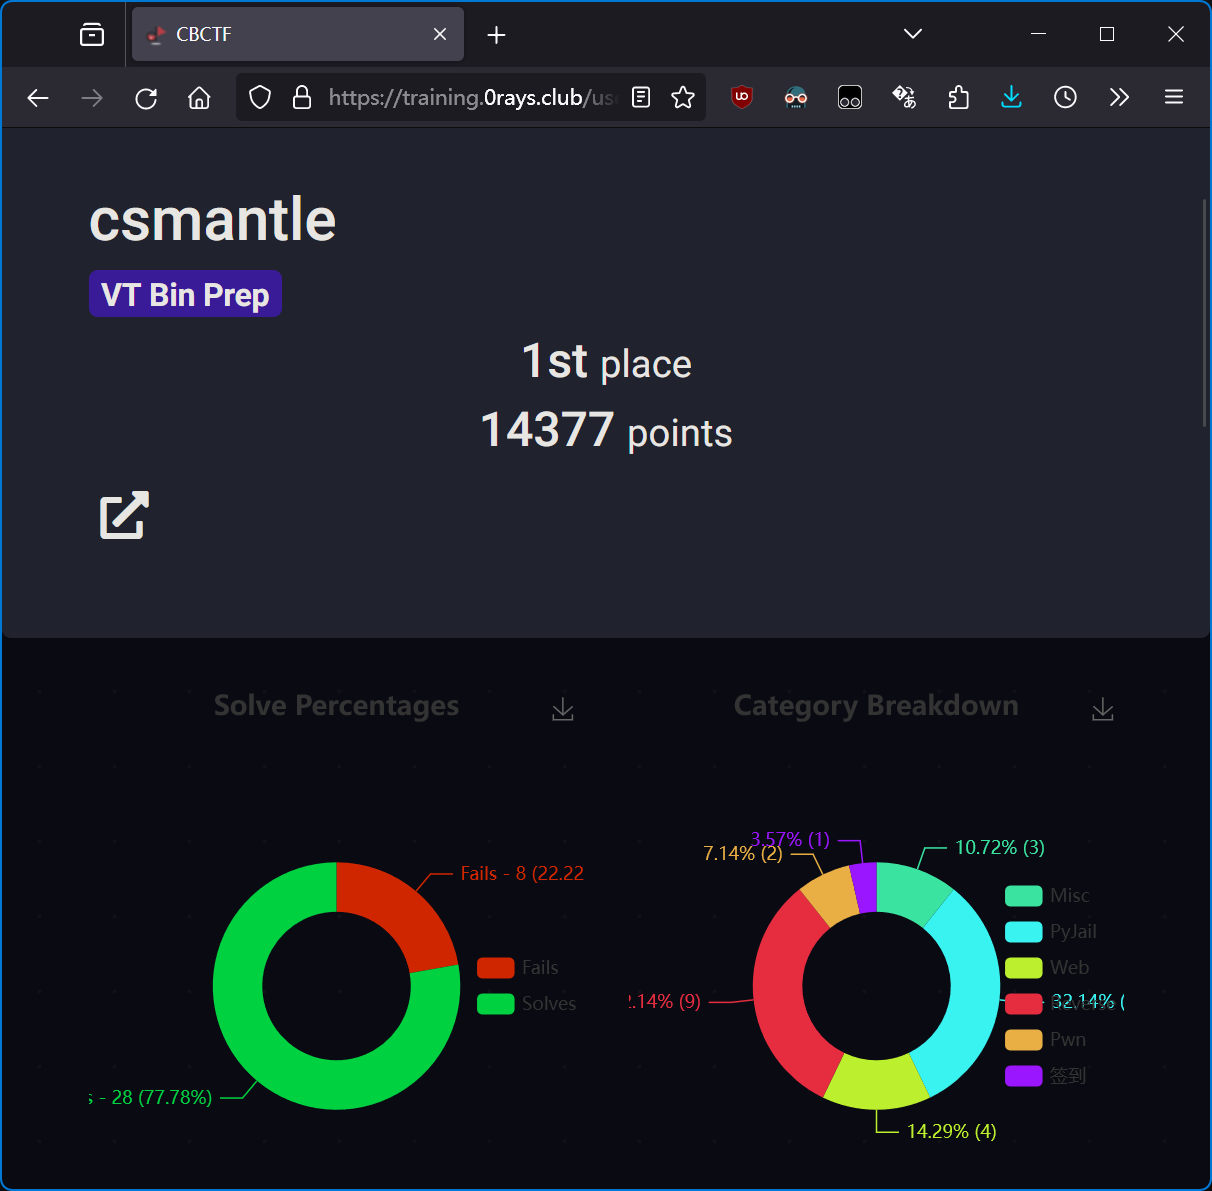 CBCTF
https://training.0rays.club/us
csmantle
VT Bin Prep
1st place
14377 points
Solve Percentages
Category Breakdown
Fails - 8 (22.22
- 28 (77.78%)
Fails
Solves
3.57% (1)
7.14% (2)
10.72% (3)
.14% (9)
32.14% (
14.29% (4)
Misc
PyJail
Web
Reverse
Pwn
签到